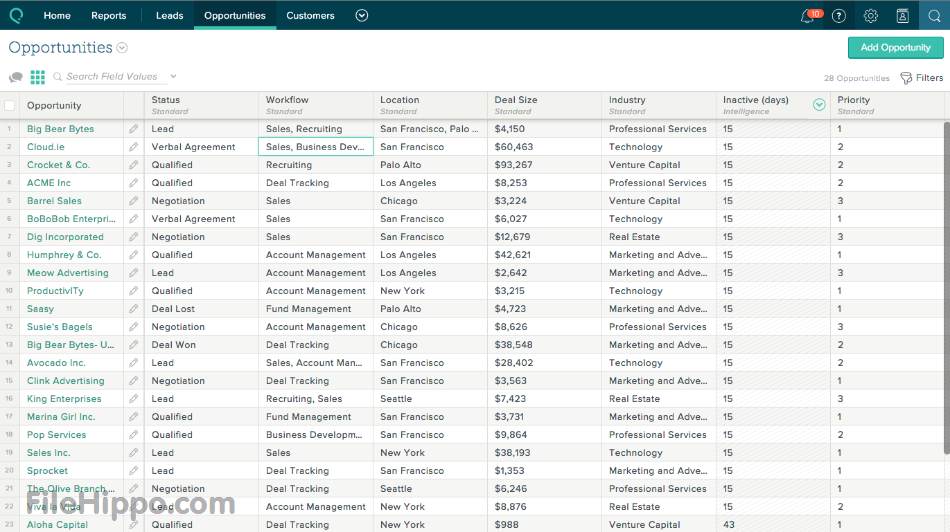 Home Reports Leads Opportunities Customers 10 ?
Opportunities Add Opportunity
Search Field Values 28 Opportunities Filters
Opportunity Status Workflow Location Deal Size Industry Inactive (days) Priority
Standard Standard Standard Standard Standard Intelligence Standard
1 Big Bear Bytes Lead Sales, Recruiting San Francisco, Palo ... $4,150 Professional Services 15 1
2 Cloud.ie Verbal Agreement Sales, Business Dev... San Francisco $60,463 Technology 15 2
3 Crocket & Co. Qualified Recruiting Palo Alto $93,267 Venture Capital 15 2
4 ACME Inc Qualified Deal Tracking Los Angeles $8,253 Professional Services 15 2
5 Barrel Sales Negotiation Sales Chicago $3,224 Venture Capital 15 3
6 BoBoBob Enterpri... Verbal Agreement Sales San Francisco $6,027 Technology 15 1
7 Dig Incorporated Negotiation Sales San Francisco $12,679 Real Estate 15 3
8 Humphrey & Co. Qualified Account Management Los Angeles $42,621 Marketing and Adve... 15 1
9 Meow Advertising Lead Account Management Los Angeles $2,642 Marketing and Adve... 15 3
10 ProductivITy Qualified Account Management New York $3,215 Technology 15 1
11 Saasy Deal Lost Fund Management Palo Alto $4,723 Marketing and Adve... 15 1
12 Susie's Bagels Negotiation Account Management Chicago $8,626 Professional Services 15 3
13 Big Bear Bytes- U... Deal Won Deal Tracking Chicago $38,548 Marketing and Adve... 15 2
14 Avocado Inc. Lead Sales, Account Man... San Francisco $28,402 Technology 15 2
15 Clink Advertising Negotiation Deal Tracking San Francisco $3,563 Marketing and Adve... 15 1
16 King Enterprises Lead Recruiting, Sales Seattle $7,423 Real Estate 15 3
17 Marina Girl Inc. Qualified Fund Management San Francisco $3,731 Marketing and Adve... 15 1
18 Pop Services Qualified Business Developm... San Francisco $9,864 Professional Services 15 2
19 Sales Inc. Lead Sales New York $38,193 Technology 15 1
20 Sprocket Lead Deal Tracking San Francisco $1,353 Marketing and Adve... 15 1
21 The Olive Branch ... Negotiation Deal Tracking Seattle $6,246 Professional Services 15 1
22 Viva la Vida Lead Deal Tracking New York $8,876 Real Estate 15 1
23 Aloha Capital Qualified Deal Tracking San Francisco $988 Venture Capital 43 1
FileHippo.com